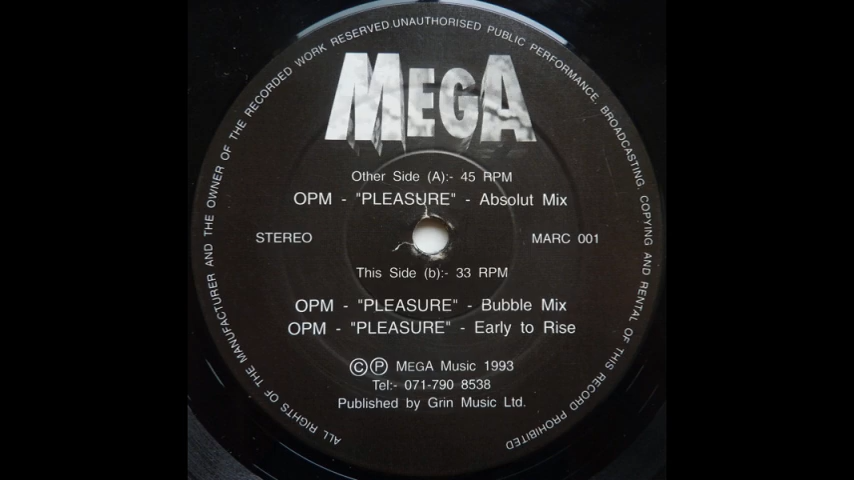 MEGA
Other Side (A):- 45 RPM
OPM - "PLEASURE" - Absolut Mix
STEREO
MARC 001
This Side (b):- 33 RPM
OPM - "PLEASURE" - Bubble Mix
OPM - "PLEASURE" - Early to Rise
© ℗ MEGA Music 1993
Tel:- 071-790 8538
Published by Grin Music Ltd.
ALL RIGHTS OF THE MANUFACTURER AND THE OWNER OF THE RECORDED WORK RESERVED.UNAUTHORISED PUBLIC PERFORMANCE. BROADCASTING. COPYING AND RENTAL OF THIS RECORD PROHIBITED